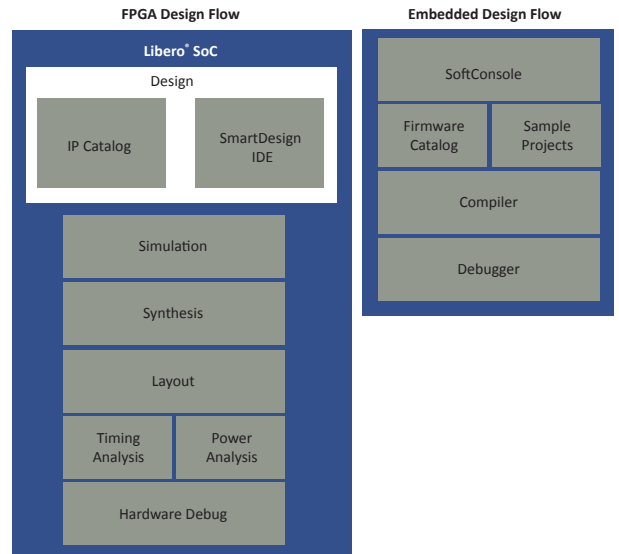 FPGA Design Flow
Libero® SoC
Design
IP Catalog
SmartDesign
IDE
Simulation
Synthesis
Layout
Timing
Analysis
Power
Analysis
Hardware Debug
Embedded Design Flow
SoftConsole
Firmware
Catalog
Sample
Projects
Compiler
Debugger